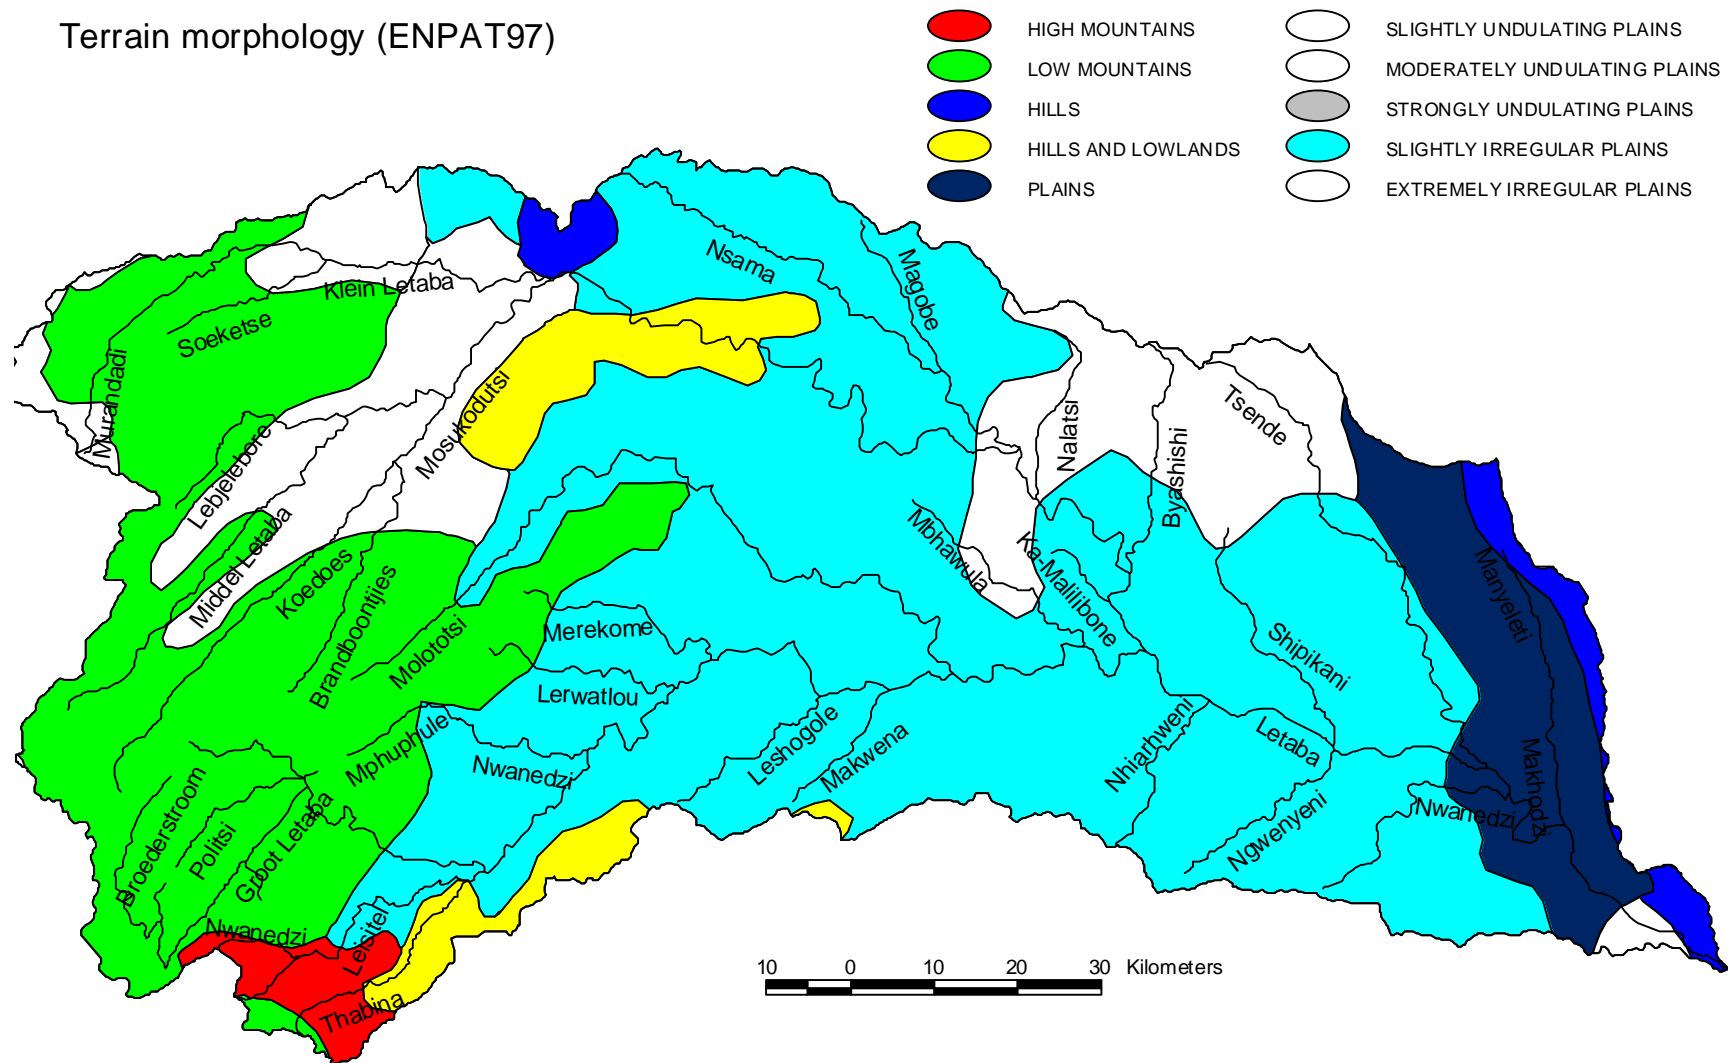 Terrain morphology (ENPAT97)
HIGH MOUNTAINS
LOW MOUNTAINS
HILLS
HILLS AND LOWLANDS
PLAINS
SLIGHTLY UNDULATING PLAINS
MODERATELY UNDULATING PLAINS
STRONGLY UNDULATING PLAINS
SLIGHTLY IRREGULAR PLAINS
EXTREMELY IRREGULAR PLAINS
Nsama
Magobe
Klein Letaba
Soeketse
Murandadi
Mosukodutsi
Lebjelebore
Middel Letaba
Koedoes
Brandboontjies
Molototsi
Merekome
Lerwatlou
Mphuphule
Nwanedzi
Leshogole
Makwena
Broederstroom
Politsi
Groot Letaba
Nwanedzi
Leisitel
Thabina
Nalatsi
Byashishi
Tsende
Mbhawula
Ka-Malilibone
Shipikani
Manyeleti
Nhiarhweni
Letaba
Ngwenyeni
Nwanedzi
Makhodzi
10 0 10 20 30 Kilometers